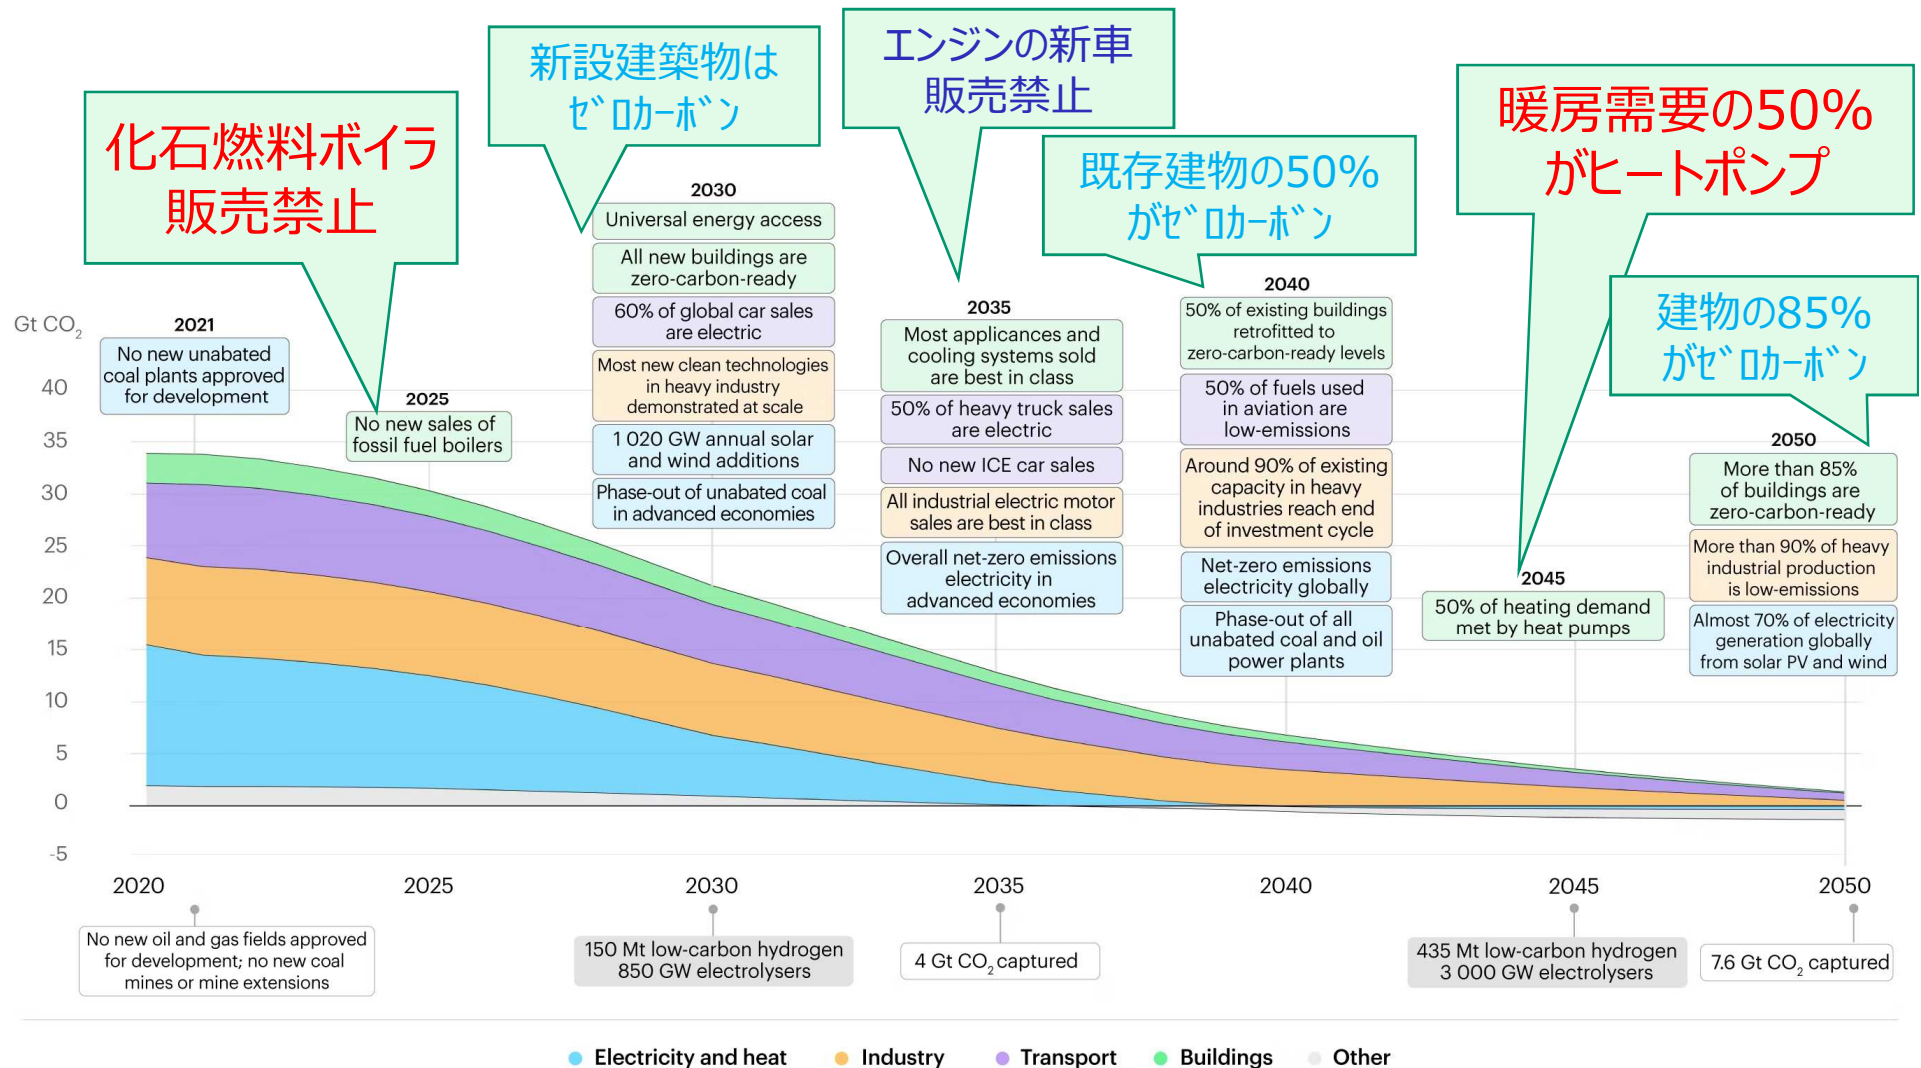 化石燃料ボイラ
販売禁止
新設建築物は
ｾﾞﾛｶｰﾎﾞﾝ
エンジンの新車
販売禁止
既存建物の50%
がｾﾞﾛｶｰﾎﾞﾝ
暖房需要の50%
がヒートポンプ
建物の85%
がｾﾞﾛｶｰﾎﾞﾝ
Gt CO2
40
35
30
25
20
15
10
5
0
-5
2021
No new unabated
coal plants approved
for development
2025
No new sales of
fossil fuel boilers
2030
Universal energy access
All new buildings are
zero-carbon-ready
60% of global car sales
are electric
Most new clean technologies
in heavy industry
demonstrated at scale
1 020 GW annual solar
and wind additions
Phase-out of unabated coal
in advanced economies
2035
Most applicances and
cooling systems sold
are best in class
50% of heavy truck sales
are electric
No new ICE car sales
All industrial electric motor
sales are best in class
Overall net-zero emissions
electricity in
advanced economies
2040
50% of existing buildings
retrofitted to
zero-carbon-ready levels
50% of fuels used
in aviation are
low-emissions
Around 90% of existing
capacity in heavy
industries reach end
of investment cycle
Net-zero emissions
electricity globally
Phase-out of all
unabated coal and oil
power plants
2045
50% of heating demand
met by heat pumps
2050
More than 85%
of buildings are
zero-carbon-ready
More than 90% of heavy
industrial production
is low-emissions
Almost 70% of electricity
generation globally
from solar PV and wind
2020
2025
2030
2035
2040
2045
2050
No new oil and gas fields approved
for development; no new coal
mines or mine extensions
150 Mt low-carbon hydrogen
850 GW electrolysers
4 Gt CO2 captured
435 Mt low-carbon hydrogen
3 000 GW electrolysers
7.6 Gt CO2 captured
Electricity and heat
Industry
Transport
Buildings
Other